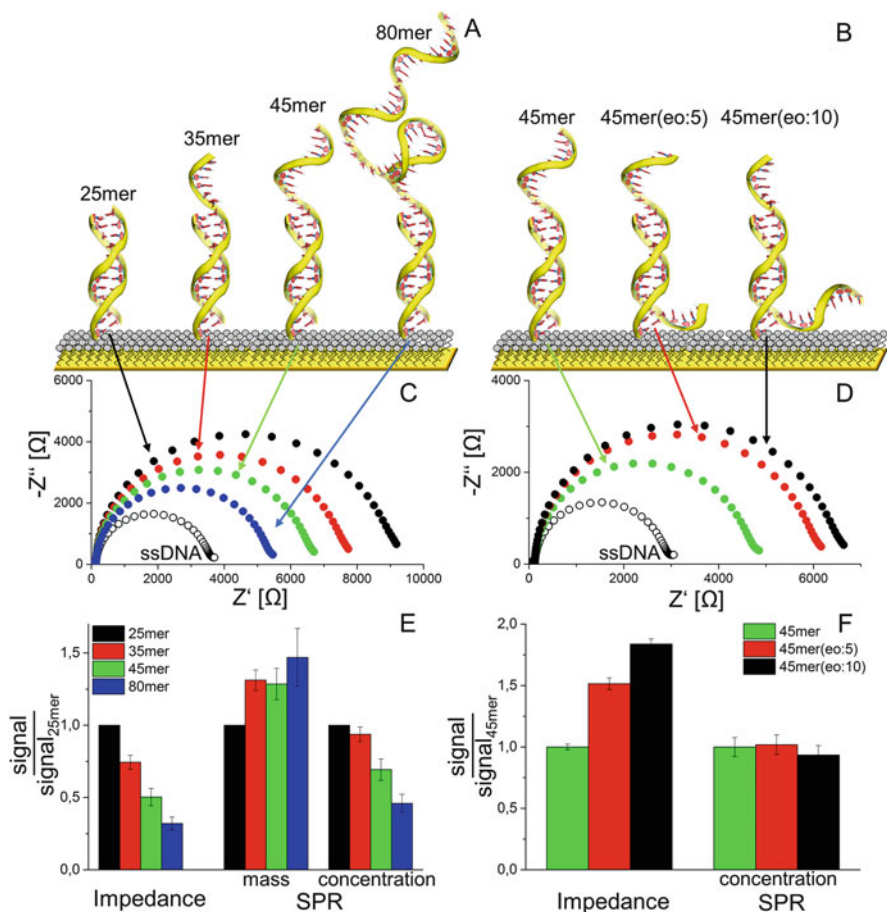 A
80mer
45mer
35mer
25mer
B
45mer
45mer(eo:5)
45mer(eo:10)
C
-Z‘‘ [Ω]
6000
4000
2000
0
ssDNA
0 2000 4000 6000 8000 10000
Z‘ [Ω]
D
4000
2000
0
ssDNA
0 2000 4000 6000
Z‘ [Ω]
E
25mer
35mer
45mer
80mer
signal
signal25mer
1,5
1,0
0,5
0,0
mass concentration
Impedance SPR
F
45mer
45mer(eo:5)
45mer(eo:10)
signal
signal45mer
2,0
1,5
1,0
0,5
0,0
concentration
Impedance SPR